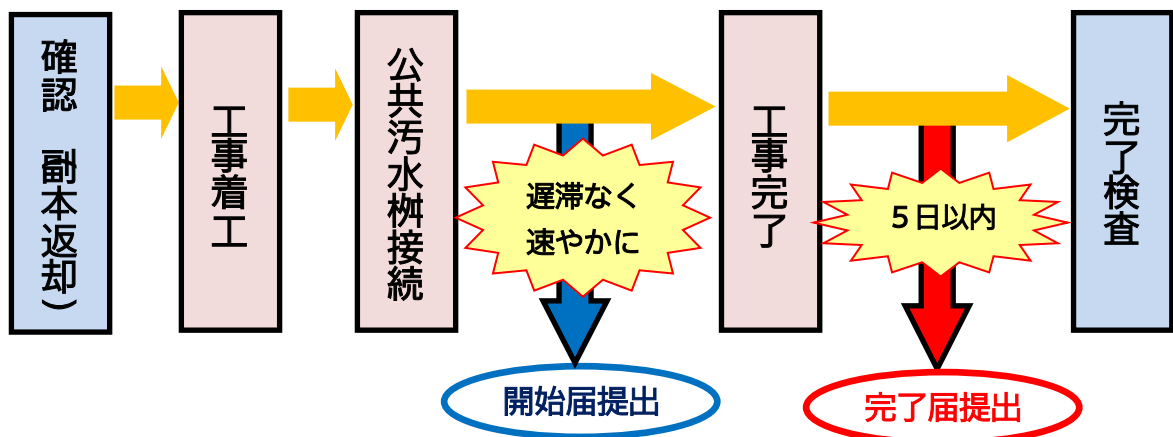 確認　副本返却）
工事着工
公共汚水桝接続
遅滞なく
速やかに
開始届提出
工事完了
５日以内
完了届提出
完了検査